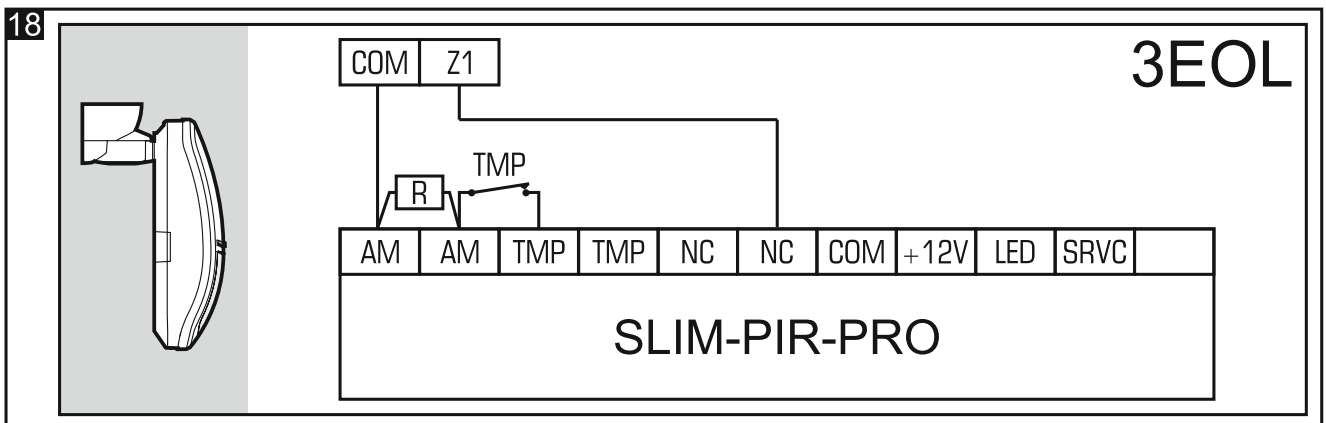 18
3EOL
COM Z1
TMP
R
AM AM TMP TMP NC NC COM +12V LED SRVC
SLIM-PIR-PRO